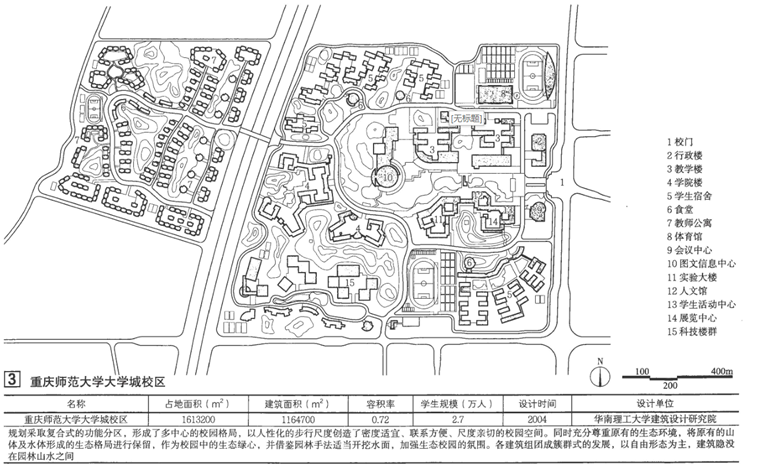 7
5
5
8
[无标题]
3
3
10
1
4
4
11
14
7
15
6
5
1 校门
2 行政楼
3 教学楼
4 学院楼
5 学生宿舍
6 食堂
7 教师公寓
8 体育馆
9 会议中心
10 图文信息中心
11 实验大楼
12 人文馆
13 学生活动中心
14 展览中心
15 科技楼群
N
100 400m
200
3 重庆师范大学大学城校区
名称 占地面积（m²） 建筑面积（m²） 容积率 学生规模（万人） 设计时间 设计单位
重庆师范大学大学城校区 1613200 1164700 0.72 2.7 2004 华南理工大学建筑设计研究院
规划采取复合式的功能分区，形成了多中心的校园格局，以人性化的步行尺度创造了密度适宜、联系方便、尺度亲切的校园空间。同时充分尊重原有的生态环境，将原有的山
体及水体形成的生态格局进行保留，作为校园中的生态绿心，并借鉴园林手法适当开挖水面，加强生态校园的氛围。各建筑组团成簇群式的发展，以自由形态为主，建筑隐没
在园林山水之间